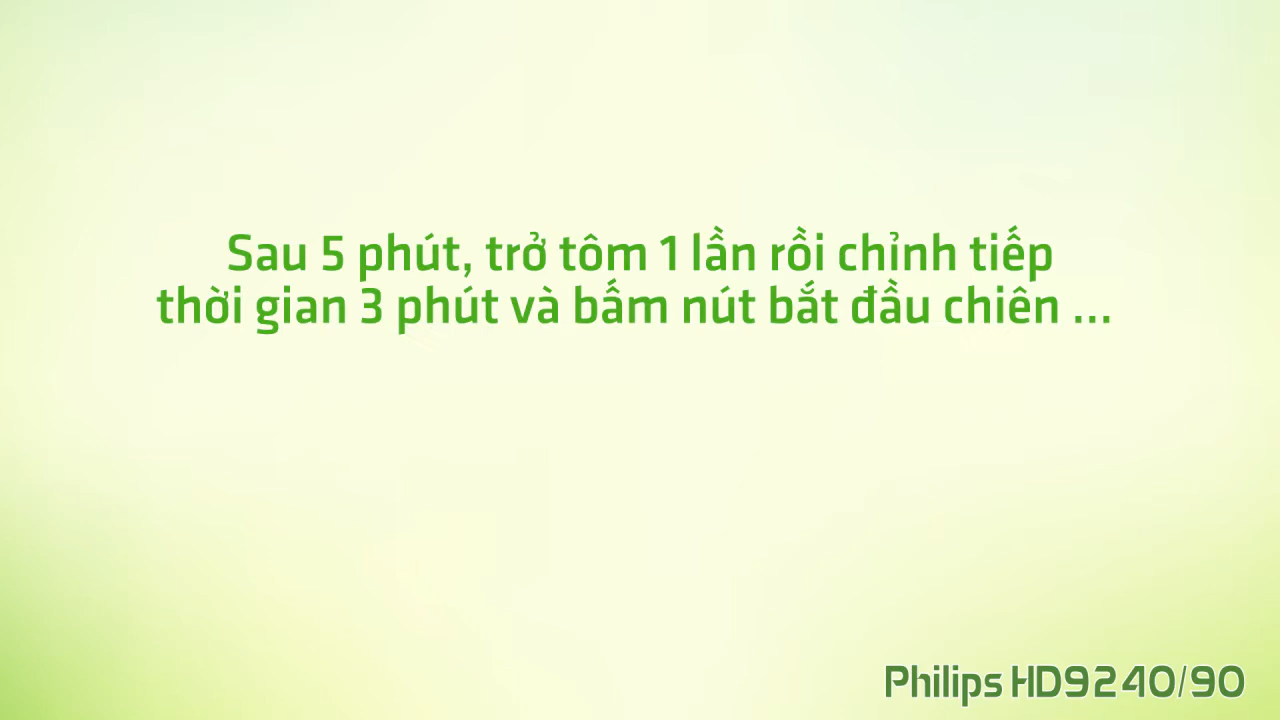 Sau 5 phút, trở tôm 1 lần rồi chỉnh tiếp
thời gian 3 phút và bấm nút bắt đầu chiên ...
Philips HD9240/90